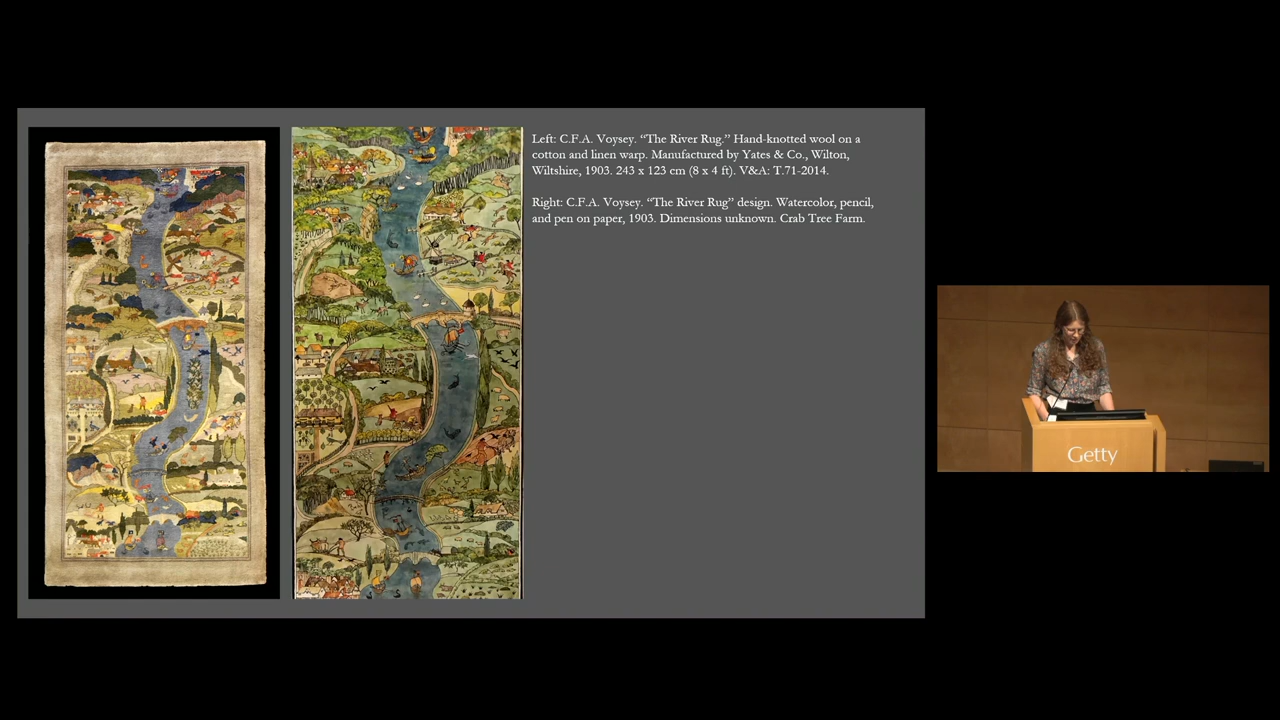 Left: C.F.A. Voysey. “The River Rug.” Hand-knotted wool on a
cotton and linen warp. Manufactured by Yates & Co., Wilton,
Wiltshire, 1903. 243 x 123 cm (8 x 4 ft). V&A: T.71-2014.
Right: C.F.A. Voysey. “The River Rug” design. Watercolor, pencil,
and pen on paper, 1903. Dimensions unknown. Crab Tree Farm.
Getty